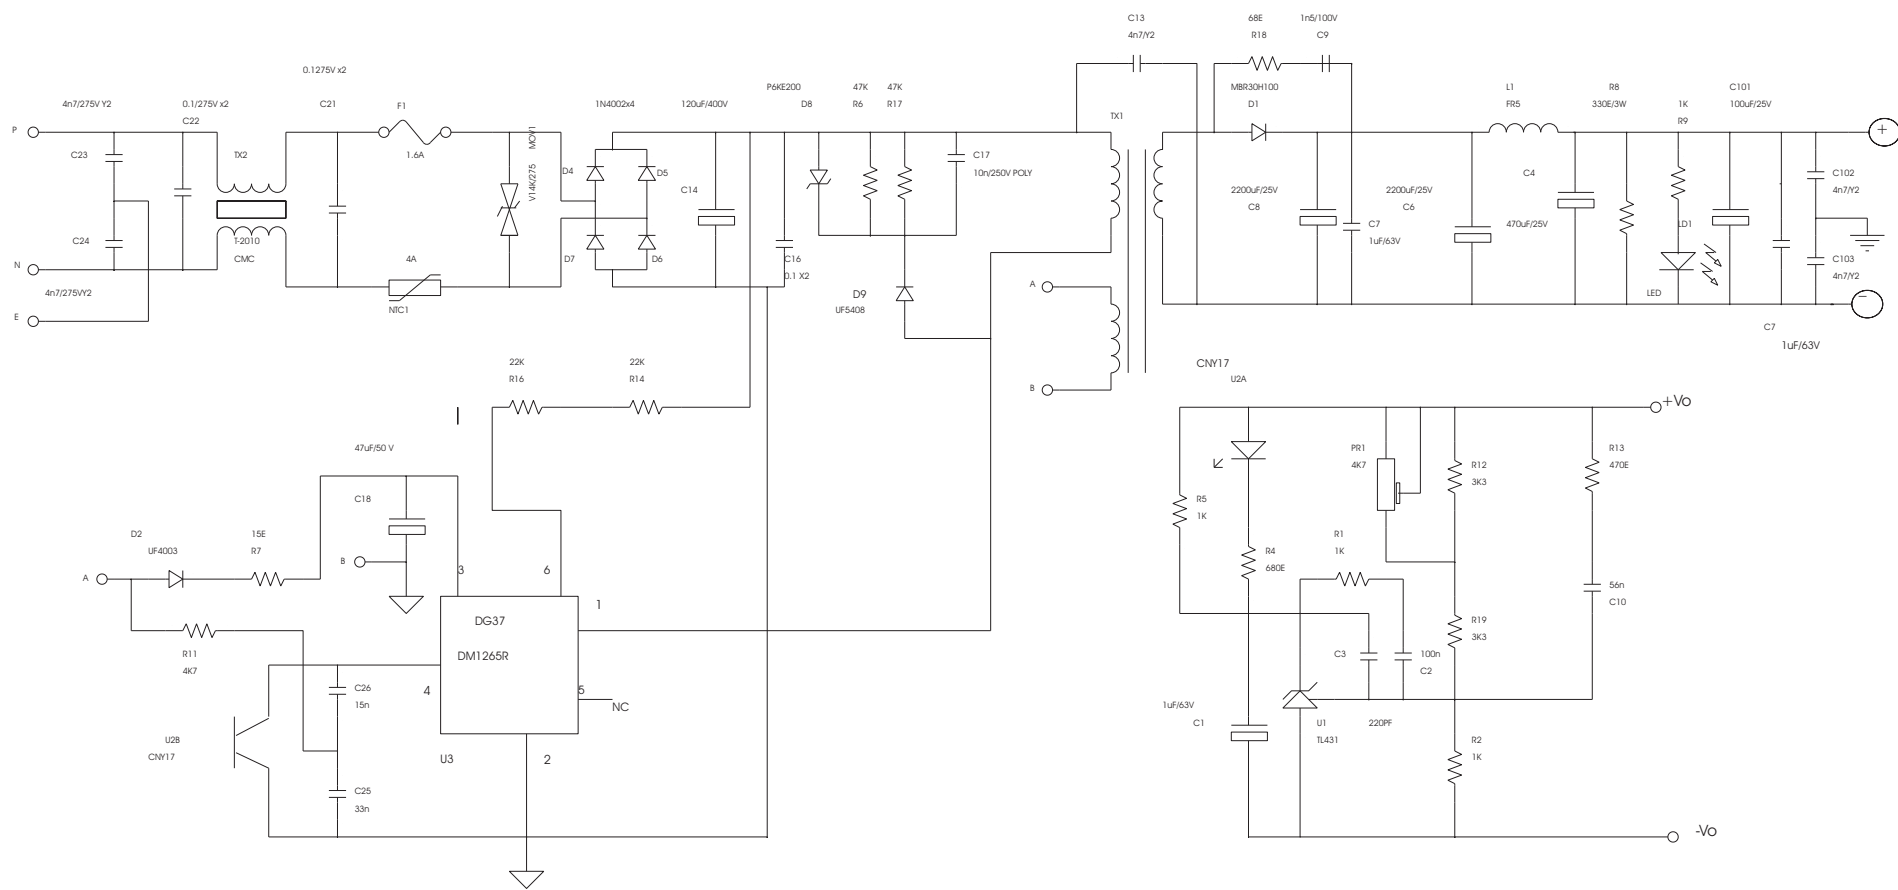 C13
4n7/Y2
68E
R18
1n5/100V
C9
0.1275V x2
4n7/275V Y2
0.1/275V x2
C22
C21
F1
1N4002x4
120uF/400V
P6KE200
D8
47K
R6
47K
R17
TX1
MBR30H100
D1
L1
FR5
R8
330E/3W
1K
R9
C101
100uF/25V
P
C23
TX2
1.6A
MOV1
V14K/275
D4
D5
C14
C17
10n/250V POLY
2200uF/25V
C8
2200uF/25V
C6
C4
470uF/25V
LD1
C102
4n7/Y2
+
C24
T-2010
CMC
4A
NTC1
D7
D6
C16
0.1 X2
C7
1uF/63V
C103
4n7/Y2
N
4n7/275VY2
E
D9
UF5408
A
LED
−
C7
1uF/63V
22K
R16
22K
R14
B
CNY17
U2A
+Vo
47uF/50 V
C18
PR1
4K7
R12
3K3
R13
470E
D2
UF4003
15E
R7
B
A
3
6
1
R5
1K
R4
680E
R1
1K
56n
C10
DG37
DM1265R
R11
4K7
R19
3K3
C3
100n
C2
4
5
NC
C26
15n
1uF/63V
C1
U1
TL431
220PF
U2B
CNY17
U3
2
R2
1K
C25
33n
-Vo